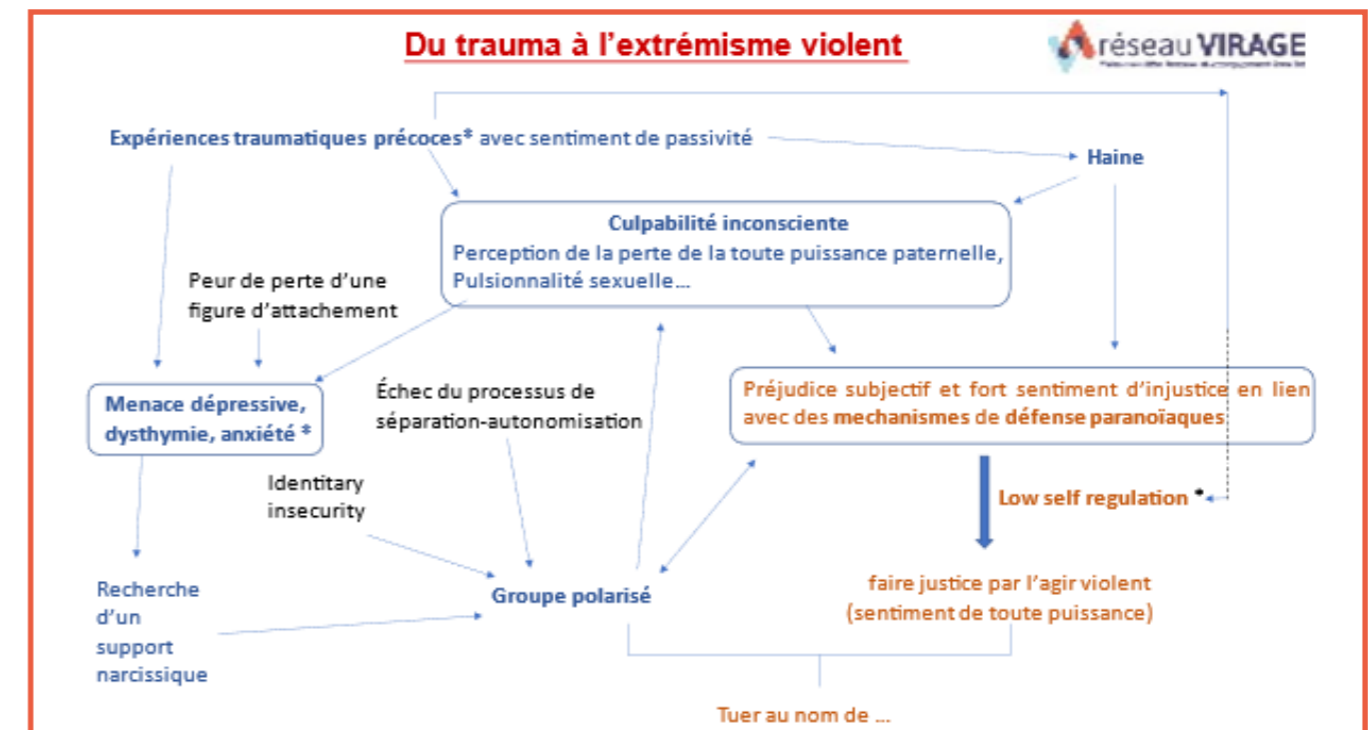 Du trauma à l'extrémisme violent
réseau VIRAGE
Expériences traumatiques précoces* avec sentiment de passivité
Haine
Culpabilité inconsciente
Perception de la perte de la toute puissance paternelle,
Pulsionnalité sexuelle...
Peur de perte d'une
figure d'attachement
Menace dépressive,
dysthymie, anxiété *
Échec du processus de
séparation-autonomisation
Préjudice subjectif et fort sentiment d'injustice en lien
avec des mechanismes de défense paranoïaques
Identitary
insecurity
Low self regulation *
Recherche
d'un
support
narcissique
Groupe polarisé
faire justice par l'agir violent
(sentiment de toute puissance)
Tuer au nom de ...